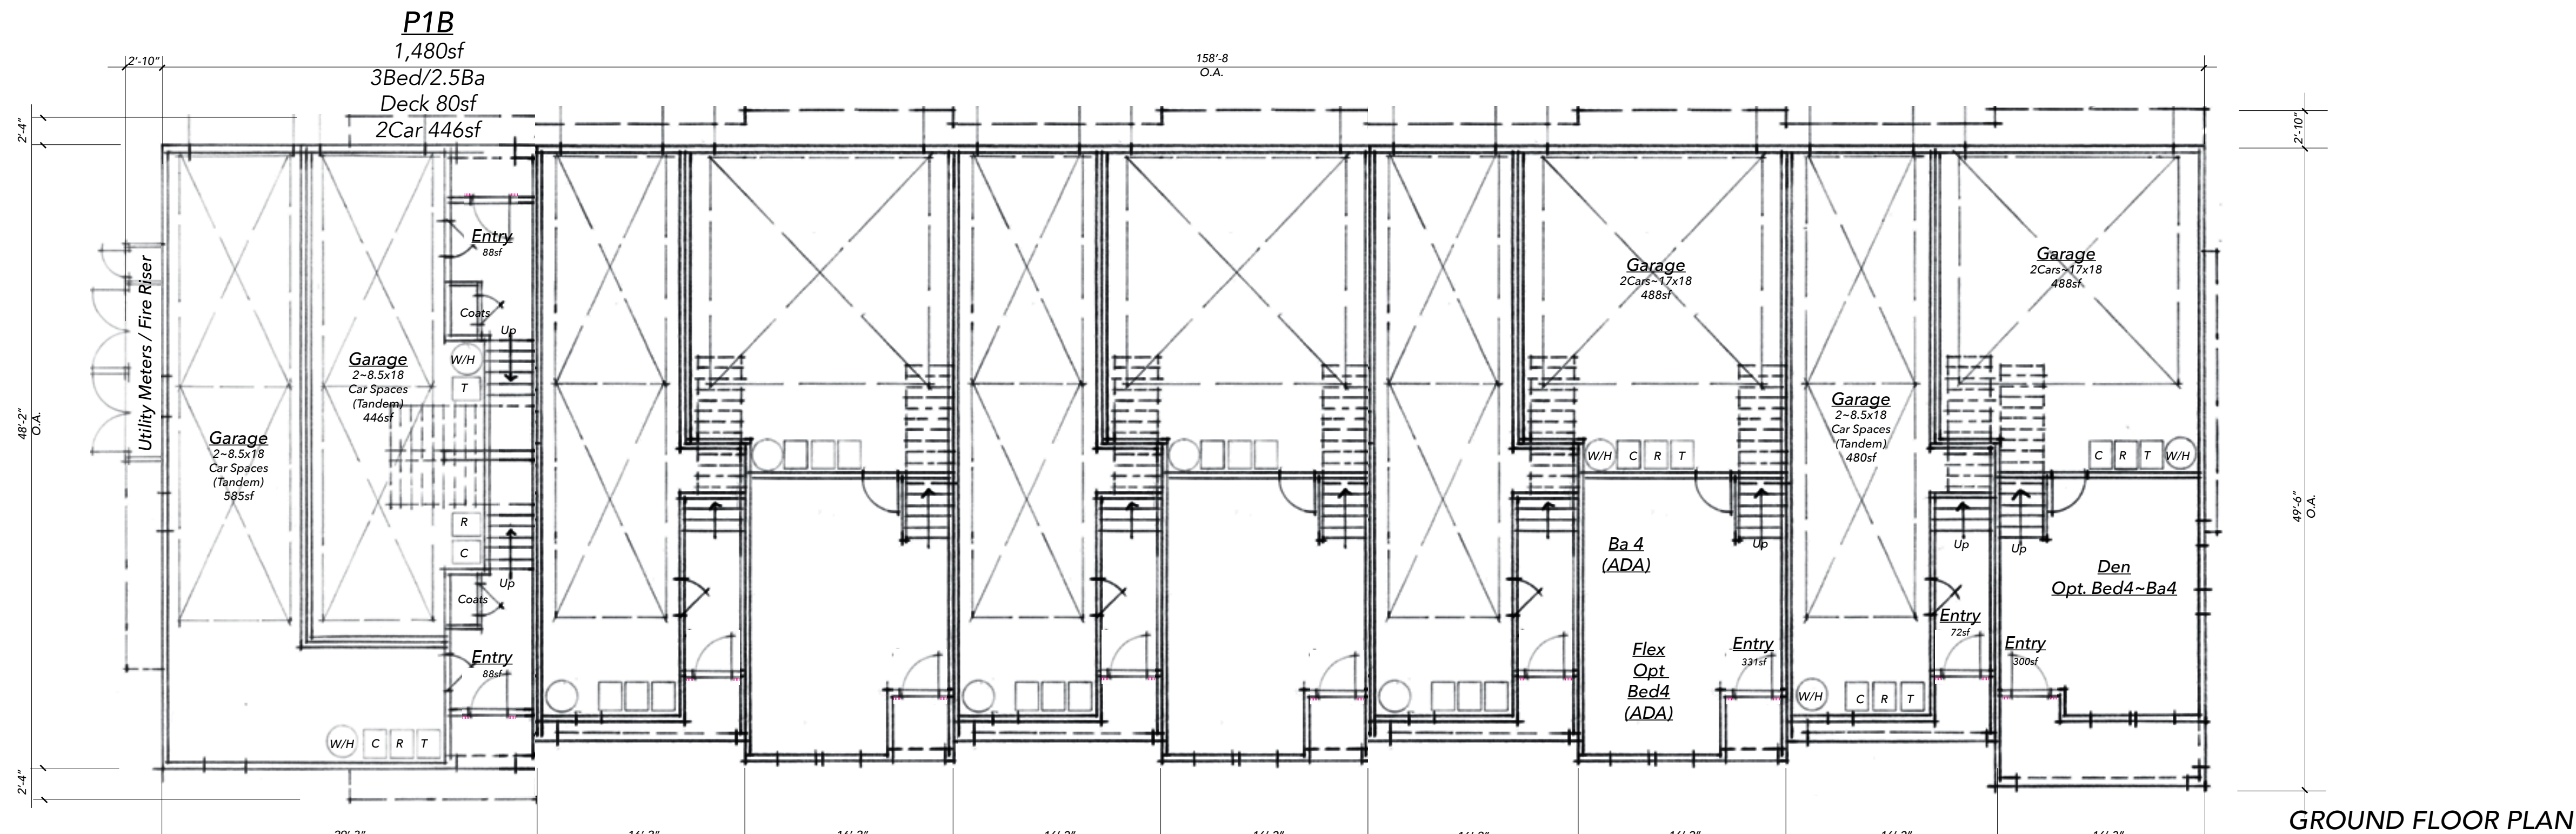 P1B
1,480sf
3Bed/2.5Ba
Deck 80sf
2Car 446sf
2'-10"
158'-8
O.A.
2'-4"
2'-10"
Entry
88sf
Garage
2Cars~17x18
488sf
Garage
2Cars~17x18
488sf
Utility Meters / Fire Riser
Coats
Up
W/H
T
Garage
2~8.5x18
Car Spaces
(Tandem)
446sf
Garage
2~8.5x18
Car Spaces
(Tandem)
480sf
48'-2"
O.A.
Garage
2~8.5x18
Car Spaces
(Tandem)
585sf
W/H C R T
C R T W/H
49'-6"
O.A.
R
C
Up
Coats
Ba 4
(ADA)
Up
Up
Up
Den
Opt. Bed4~Ba4
Entry
72sf
Entry
88sf
Flex
Opt
Bed4
(ADA)
Entry
331sf
Entry
300sf
W/H C R T
W/H C R T
2'-4"
GROUND FLOOR PLAN